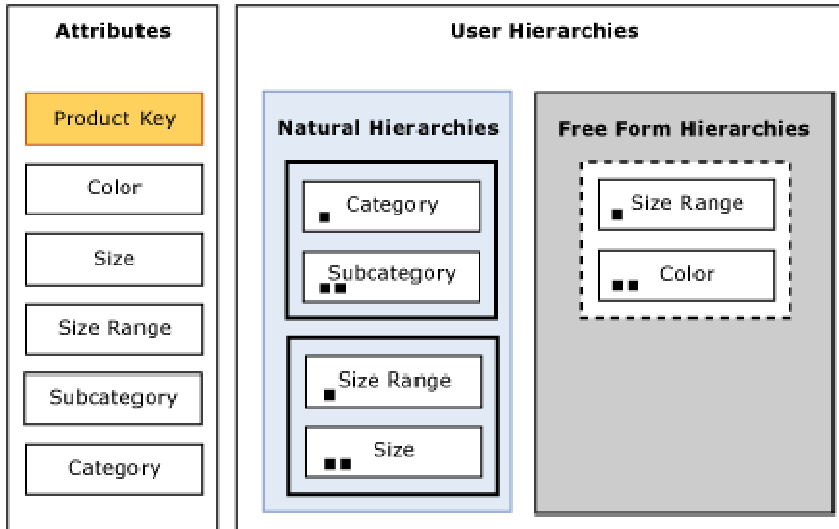 Attributes
Product Key
Color
Size
Size Range
Subcategory
Category
User Hierarchies
Natural Hierarchies
Category
Subcategory
Size Range
Size
Free Form Hierarchies
Size Range
Color